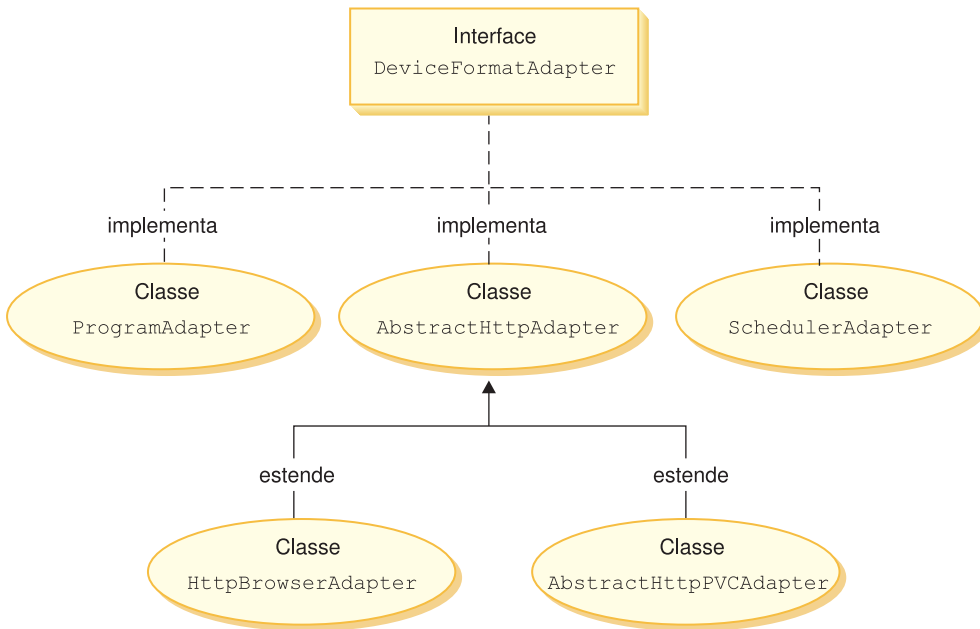 Interface
DeviceFormatAdapter
implementa
implementa
implementa
Classe
ProgramAdapter
Classe
AbstractHttpAdapter
Classe
SchedulerAdapter
estende
estende
Classe
HttpBrowserAdapter
Classe
AbstractHttpPVCAdapter